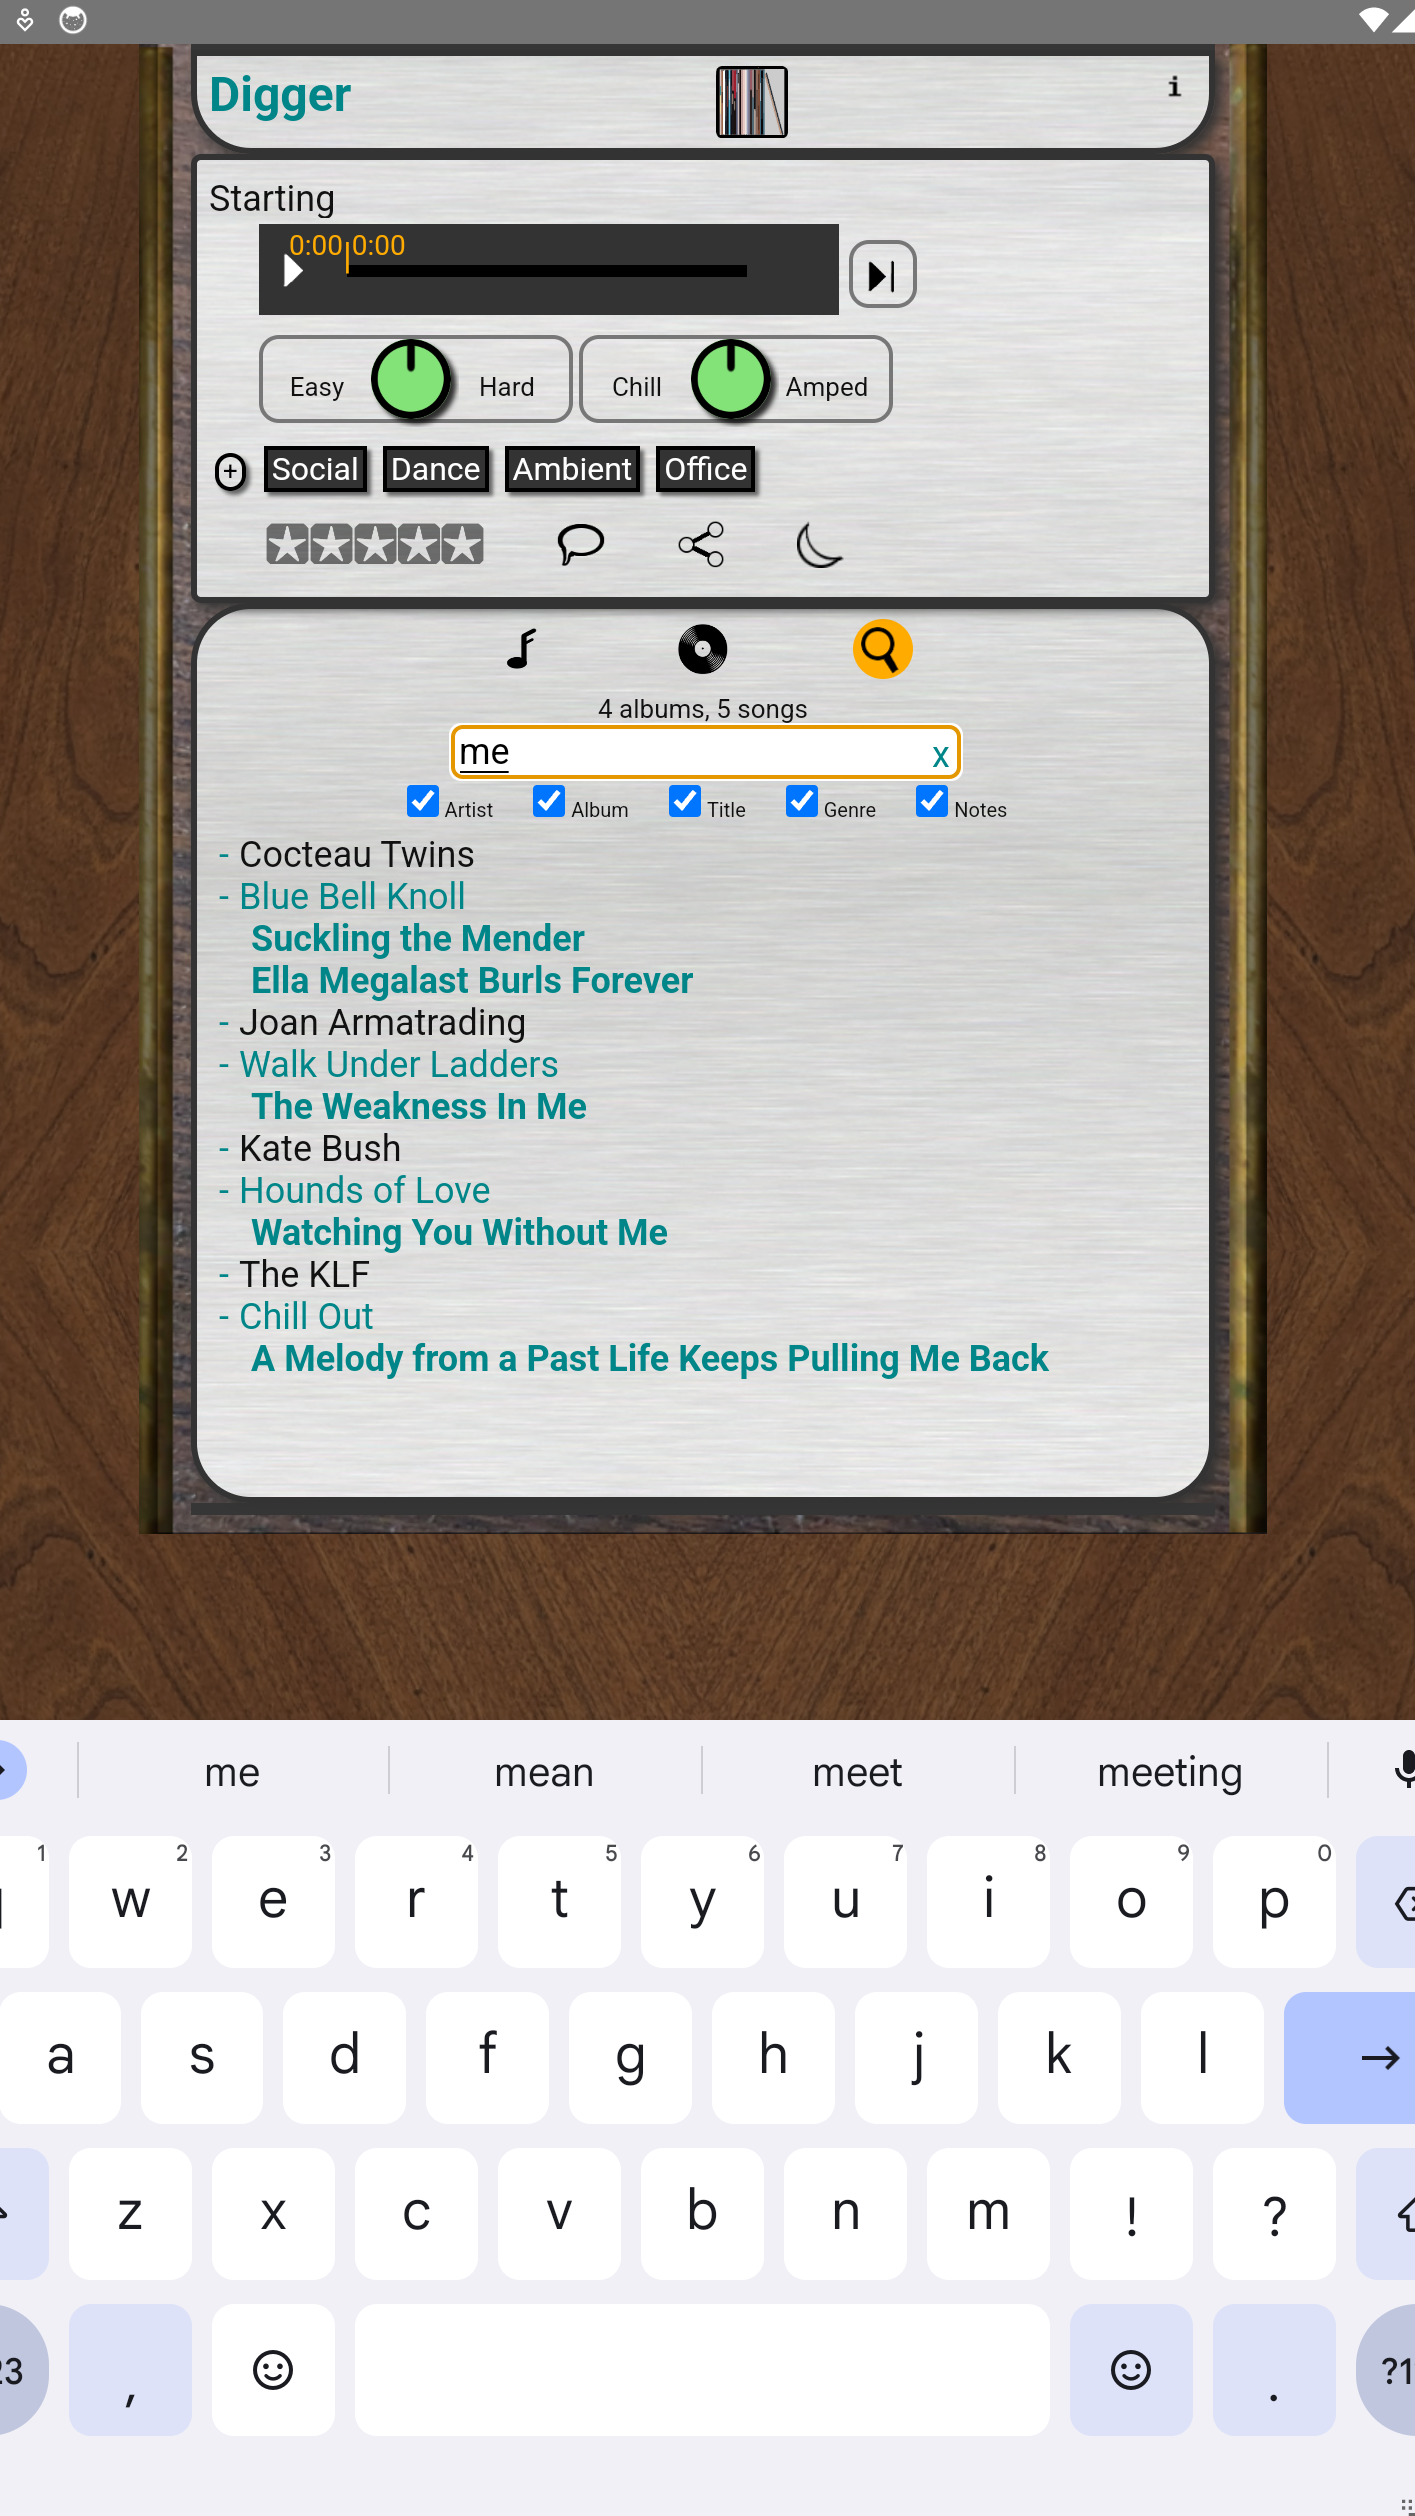 Digger
i
Starting
0:00 0:00
Easy Hard Chill Amped
+ Social Dance Ambient Office
4 albums, 5 songs
me x
Artist Album Title Genre Notes
- Cocteau Twins
- Blue Bell Knoll
Suckling the Mender
Ella Megalast Burls Forever
- Joan Armatrading
- Walk Under Ladders
The Weakness In Me
- Kate Bush
- Hounds of Love
Watching You Without Me
- The KLF
- Chill Out
A Melody from a Past Life Keeps Pulling Me Back
me mean meet meeting
1 2 3 4 5 6 7 8 9 0
w e r t y u i o p
a s d f g h j k l
z x c v b n m ! ?
, .